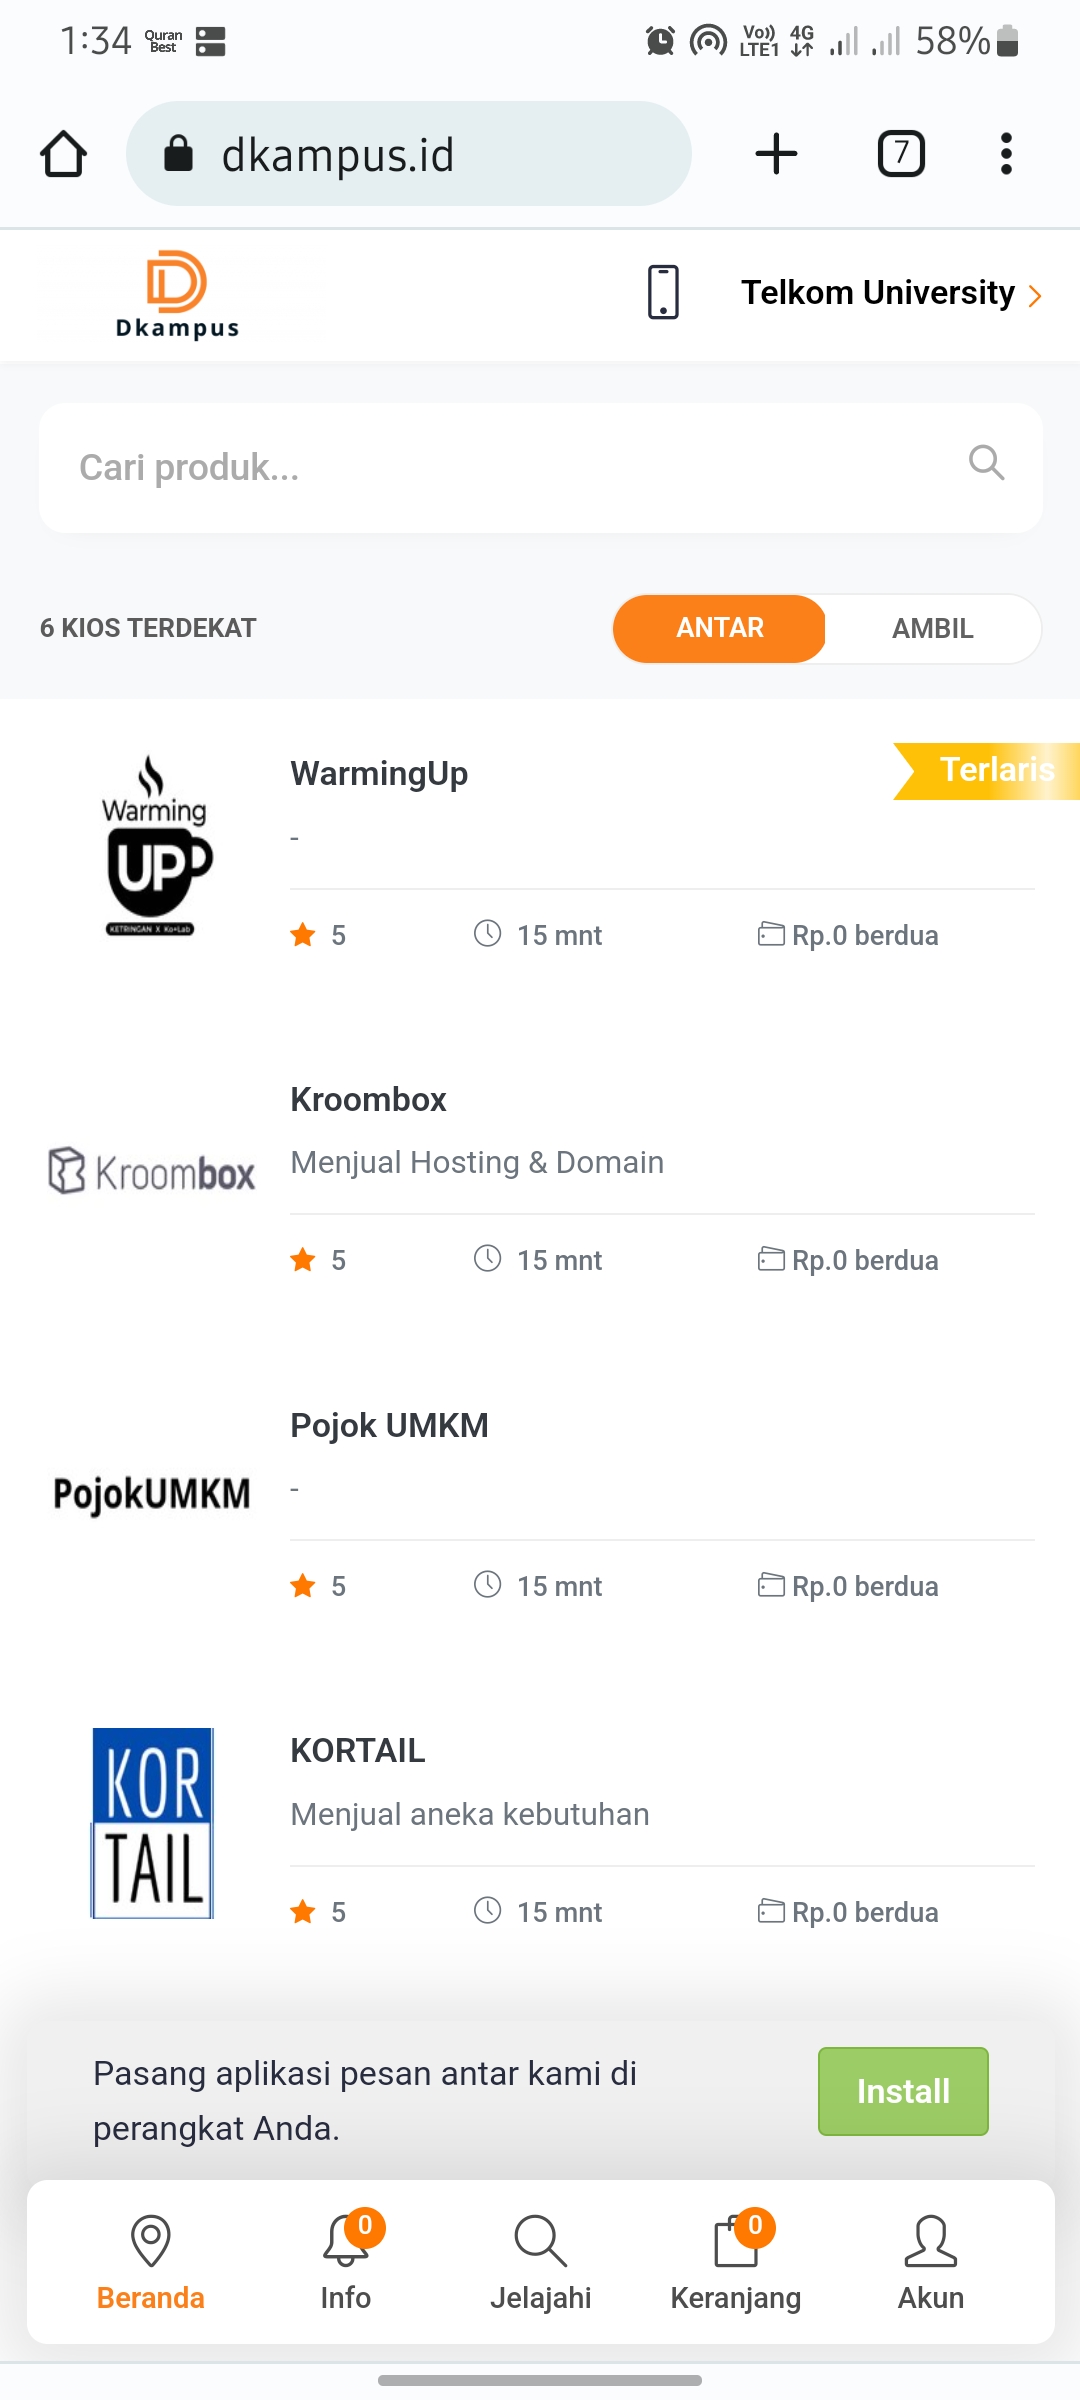 1:34 Quran Best Vo)) LTE1 4G 58%
dkampus.id 7
Dkampus
Telkom University
Cari produk...
6 KIOS TERDEKAT
ANTAR AMBIL
Warming
UP
KETRINGAN X Ko+Lab
WarmingUp
Terlaris
-
5 15 mnt Rp.0 berdua
Kroombox
Kroombox
Menjual Hosting & Domain
5 15 mnt Rp.0 berdua
PojokUMKM
Pojok UMKM
-
5 15 mnt Rp.0 berdua
KOR
TAIL
KORTAIL
Menjual aneka kebutuhan
5 15 mnt Rp.0 berdua
Pasang aplikasi pesan antar kami di
perangkat Anda.
Install
0 0
Beranda Info Jelajahi Keranjang Akun